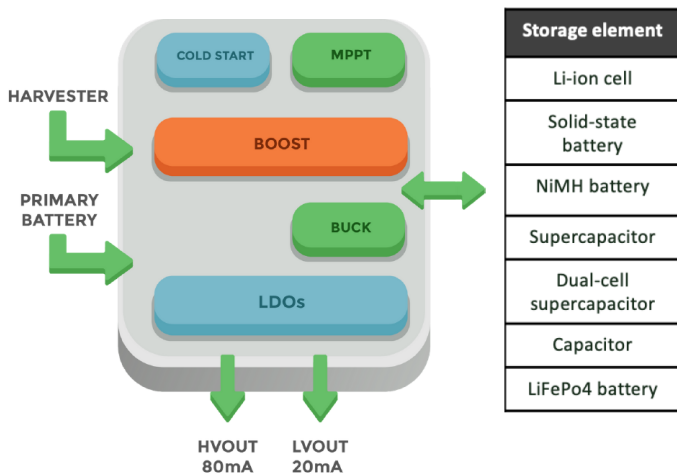 COLD START
MPPT
HARVESTER
BOOST
PRIMARY
BATTERY
BUCK
LDOs
HVOUT
80mA
LVOUT
20mA
Storage element
Li-ion cell
Solid-state
battery
NiMH battery
Supercapacitor
Dual-cell
supercapacitor
Capacitor
LiFePo4 battery